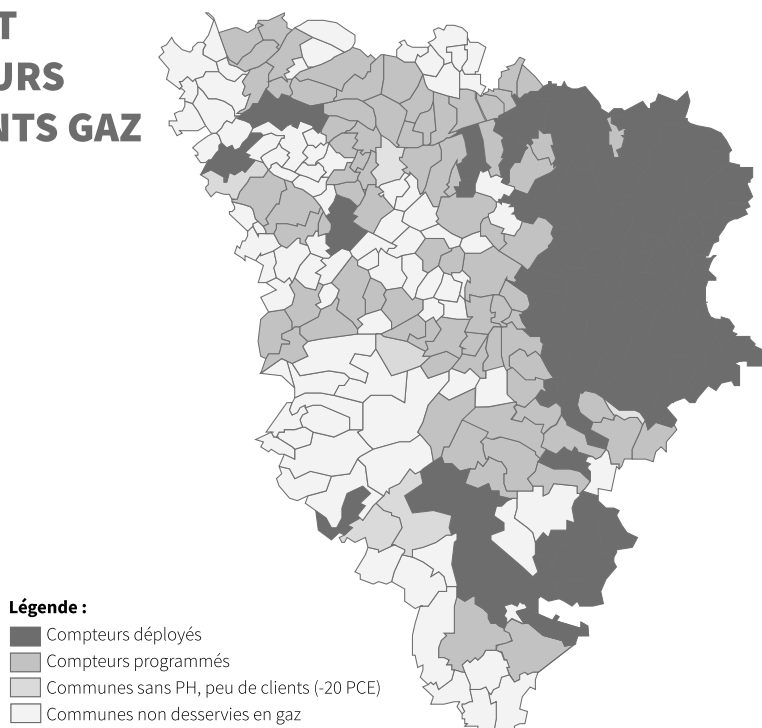 T
URS
NTS GAZ
Légende :
Compteurs déployés
Compteurs programmés
Communes sans PH, peu de clients (-20 PCE)
Communes non desservies en gaz